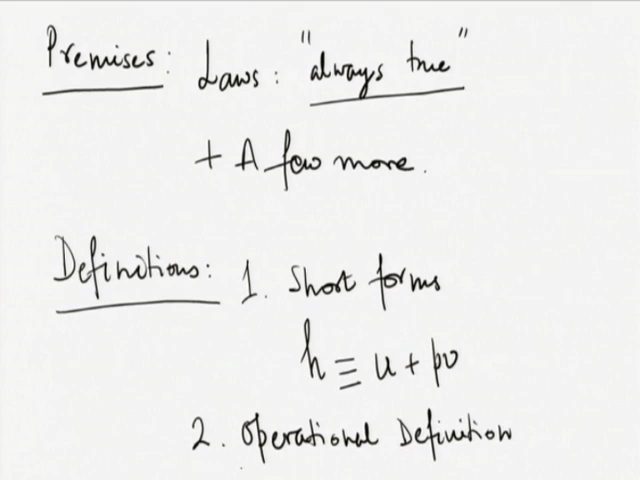 Premises: Laws: "always true"
+ A few more.
Definitions: 1. Short forms
h ≡ u + pv
2. Operational Definition